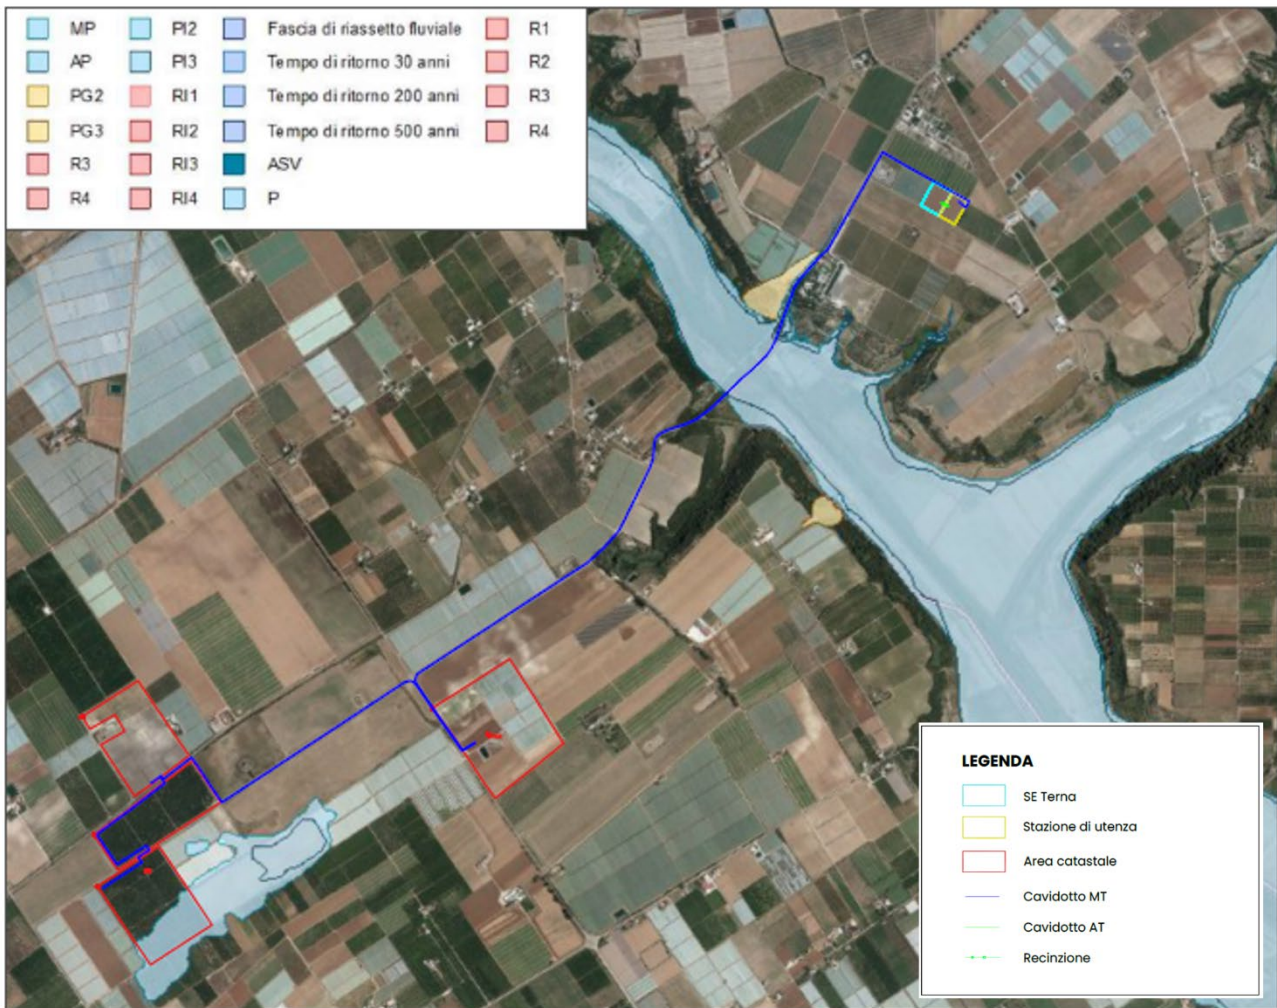 MP PI2 Fascia di riassetto fluviale R1
AP PI3 Tempo di ritorno 30 anni R2
PG2 RI1 Tempo di ritorno 200 anni R3
PG3 RI2 Tempo di ritorno 500 anni R4
R3 RI3 ASV
R4 RI4 P
LEGENDA
SE Terna
Stazione di utenza
Area catastale
Cavidotto MT
Cavidotto AT
Recinzione